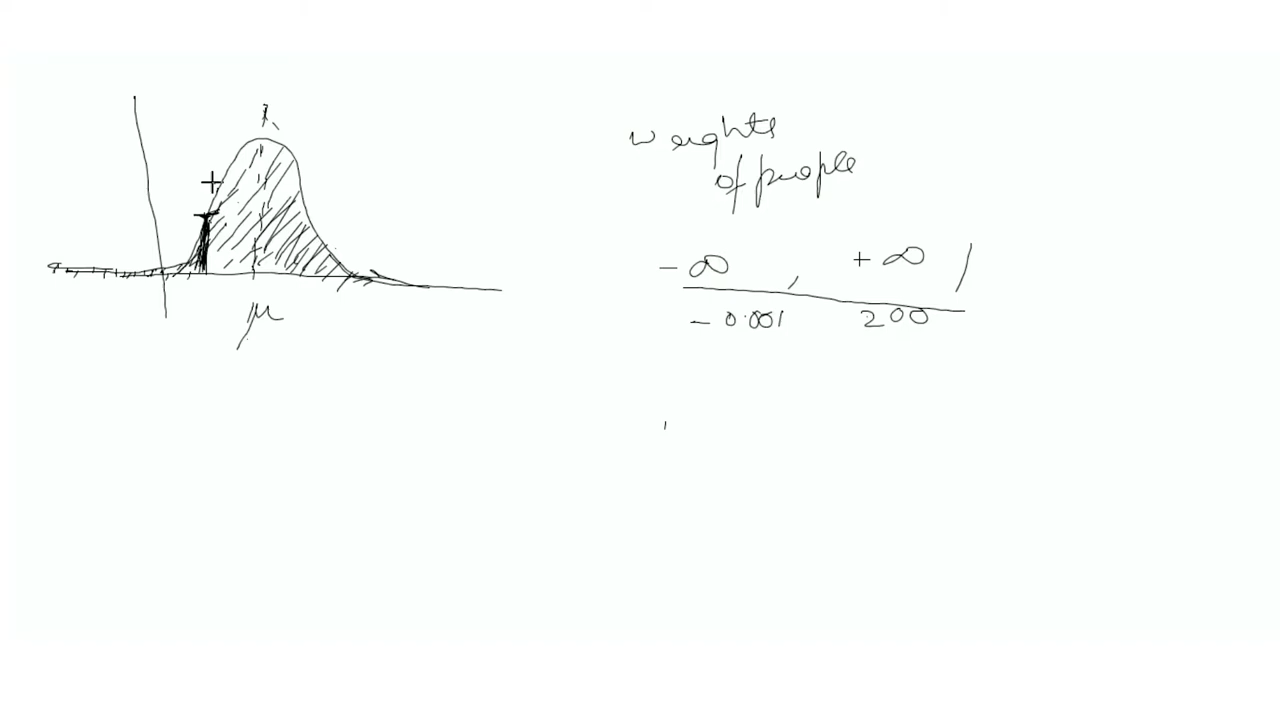 μ
weights
of people
- ∞ , + ∞
- 0.001 200